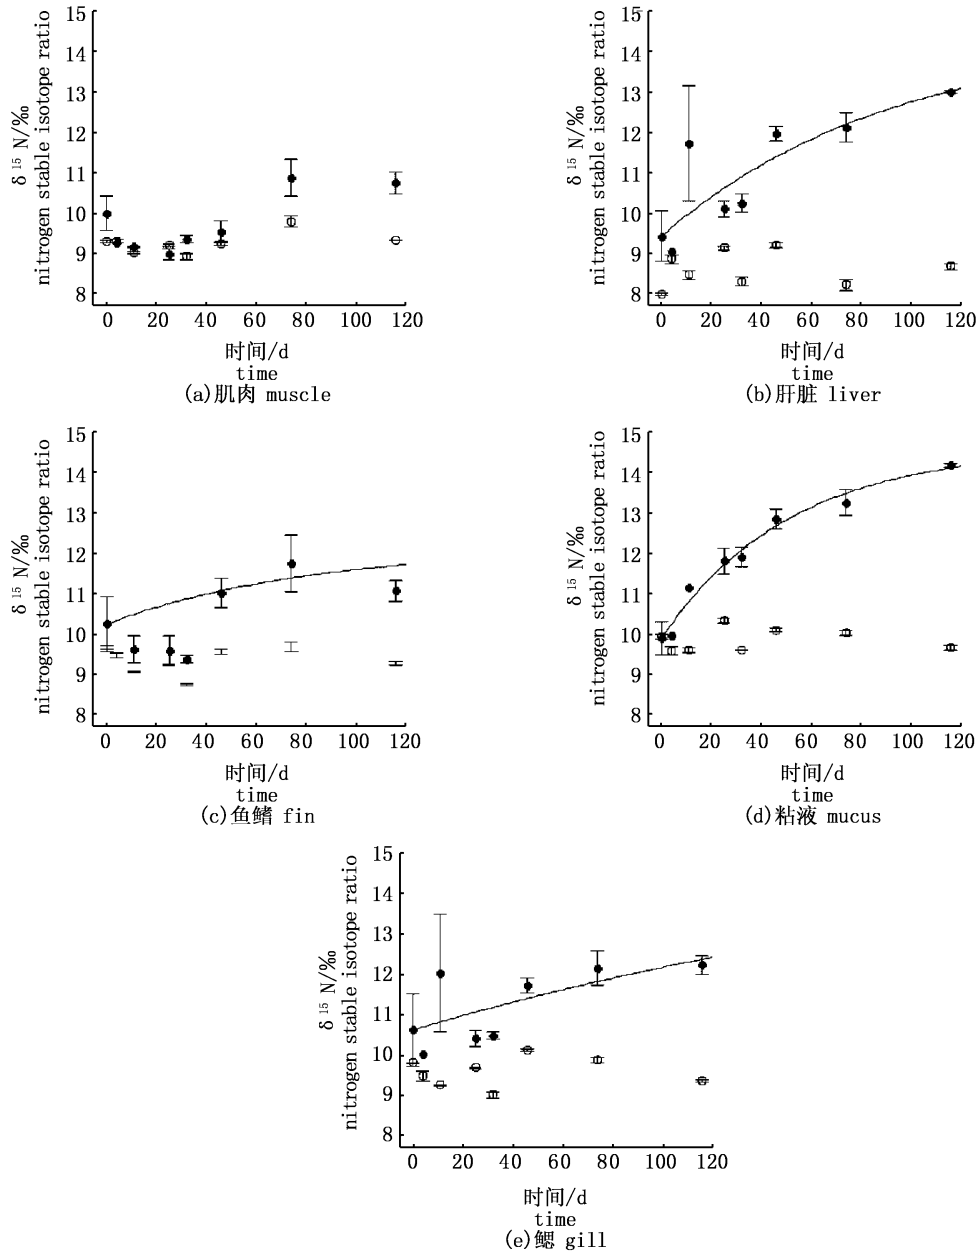 δ ¹⁵ N/‰
nitrogen stable isotope ratio
15
14
13
12
11
10
9
8
0 20 40 60 80 100 120
时间/d
time
(a)肌肉 muscle
δ ¹⁵ N/‰
nitrogen stable isotope ratio
15
14
13
12
11
10
9
8
0 20 40 60 80 100 120
时间/d
time
(b)肝脏 liver
δ ¹⁵ N/‰
nitrogen stable isotope ratio
15
14
13
12
11
10
9
8
0 20 40 60 80 100 120
时间/d
time
(c)鱼鳍 fin
δ ¹⁵ N/‰
nitrogen stable isotope ratio
15
14
13
12
11
10
9
8
0 20 40 60 80 100 120
时间/d
time
(d)粘液 mucus
δ ¹⁵ N/‰
nitrogen stable isotope ratio
15
14
13
12
11
10
9
8
0 20 40 60 80 100 120
时间/d
time
(e)鳃 gill